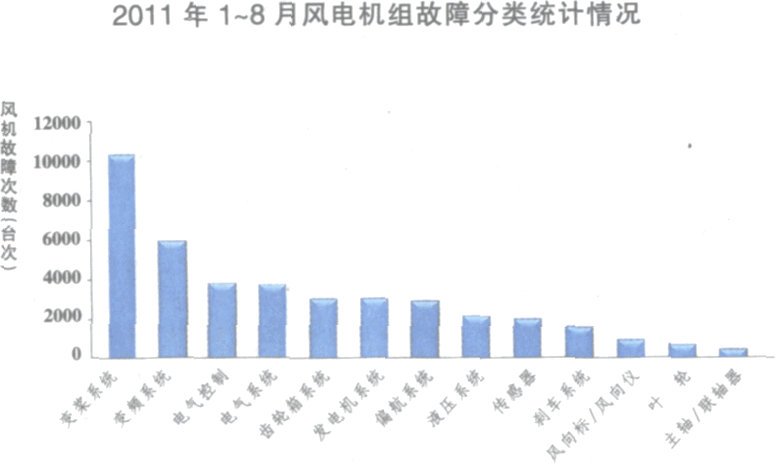 2011 年 1~8 月风电机组故障分类统计情况
风机故障次数(台次)
12000
10000
8000
6000
4000
2000
0
变桨系统
变频系统
电气控制
电气系统
齿轮箱系统
发电机系统
偏航系统
液压系统
传感器
刹车系统
风向标/风向仪
叶 轮
主轴/联轴器